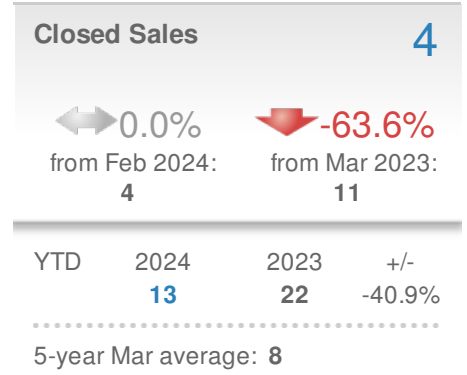 Closed Sales 4
0.0% -63.6%
from Feb 2024: from Mar 2023:
4 11
YTD 2024 2023 +/-
13 22 -40.9%
5-year Mar average: 8